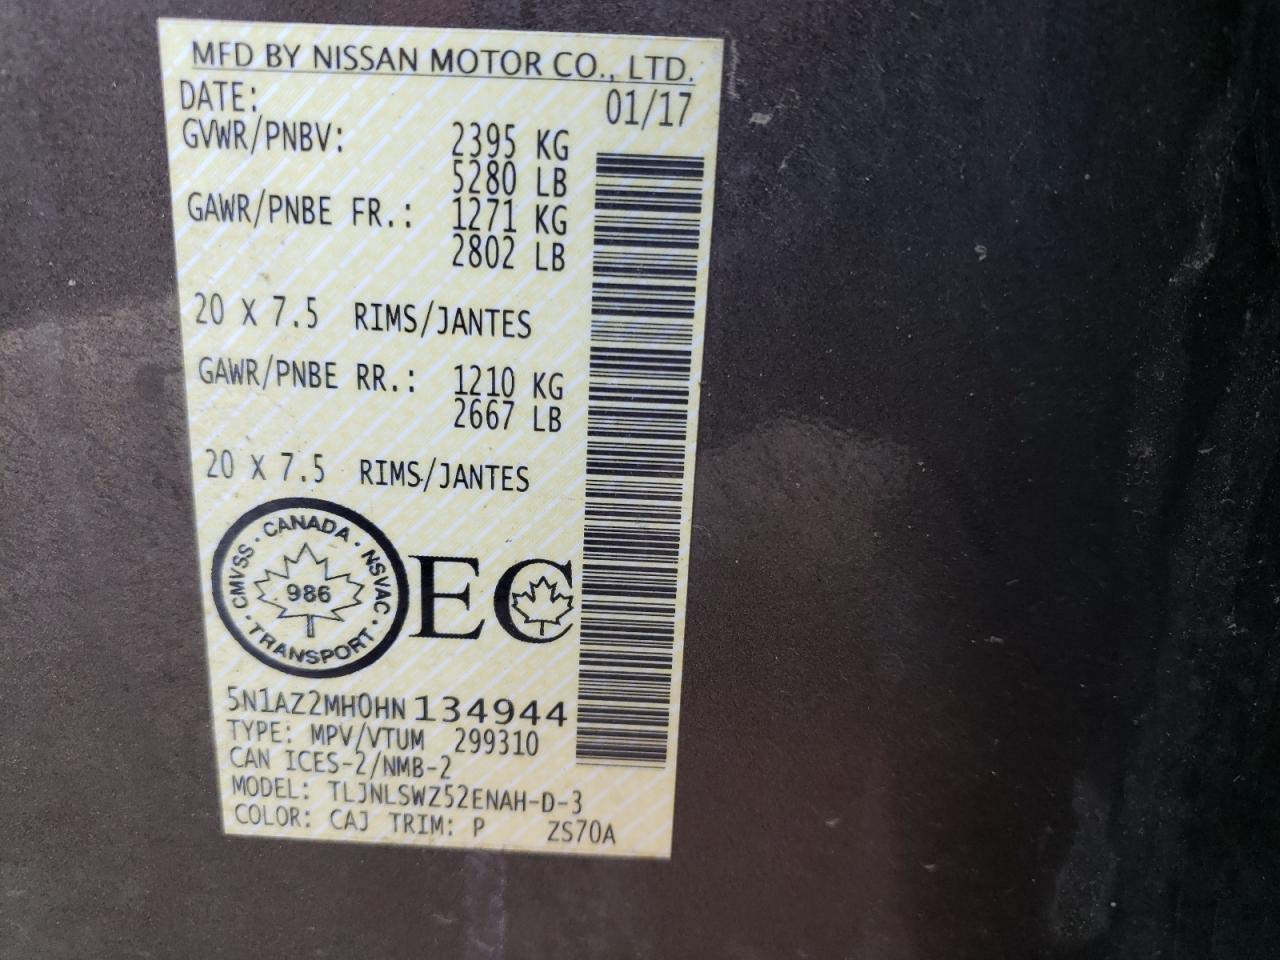 MFD BY NISSAN MOTOR CO., LTD.
DATE: 01/17
GVWR/PNBV: 2395 KG
5280 LB
GAWR/PNBE FR.: 1271 KG
2802 LB
20 X 7.5 RIMS/JANTES
GAWR/PNBE RR.: 1210 KG
2667 LB
20 X 7.5 RIMS/JANTES
CMVSS · CANADA · NSVAC · TRANSPORT ·
986
EC
5N1AZ2MH0HN134944
TYPE: MPV/VTUM 299310
CAN ICES-2/NMB-2
MODEL: TLJNLSWZ52ENAH-D-3
COLOR: CAJ TRIM: P ZS70A